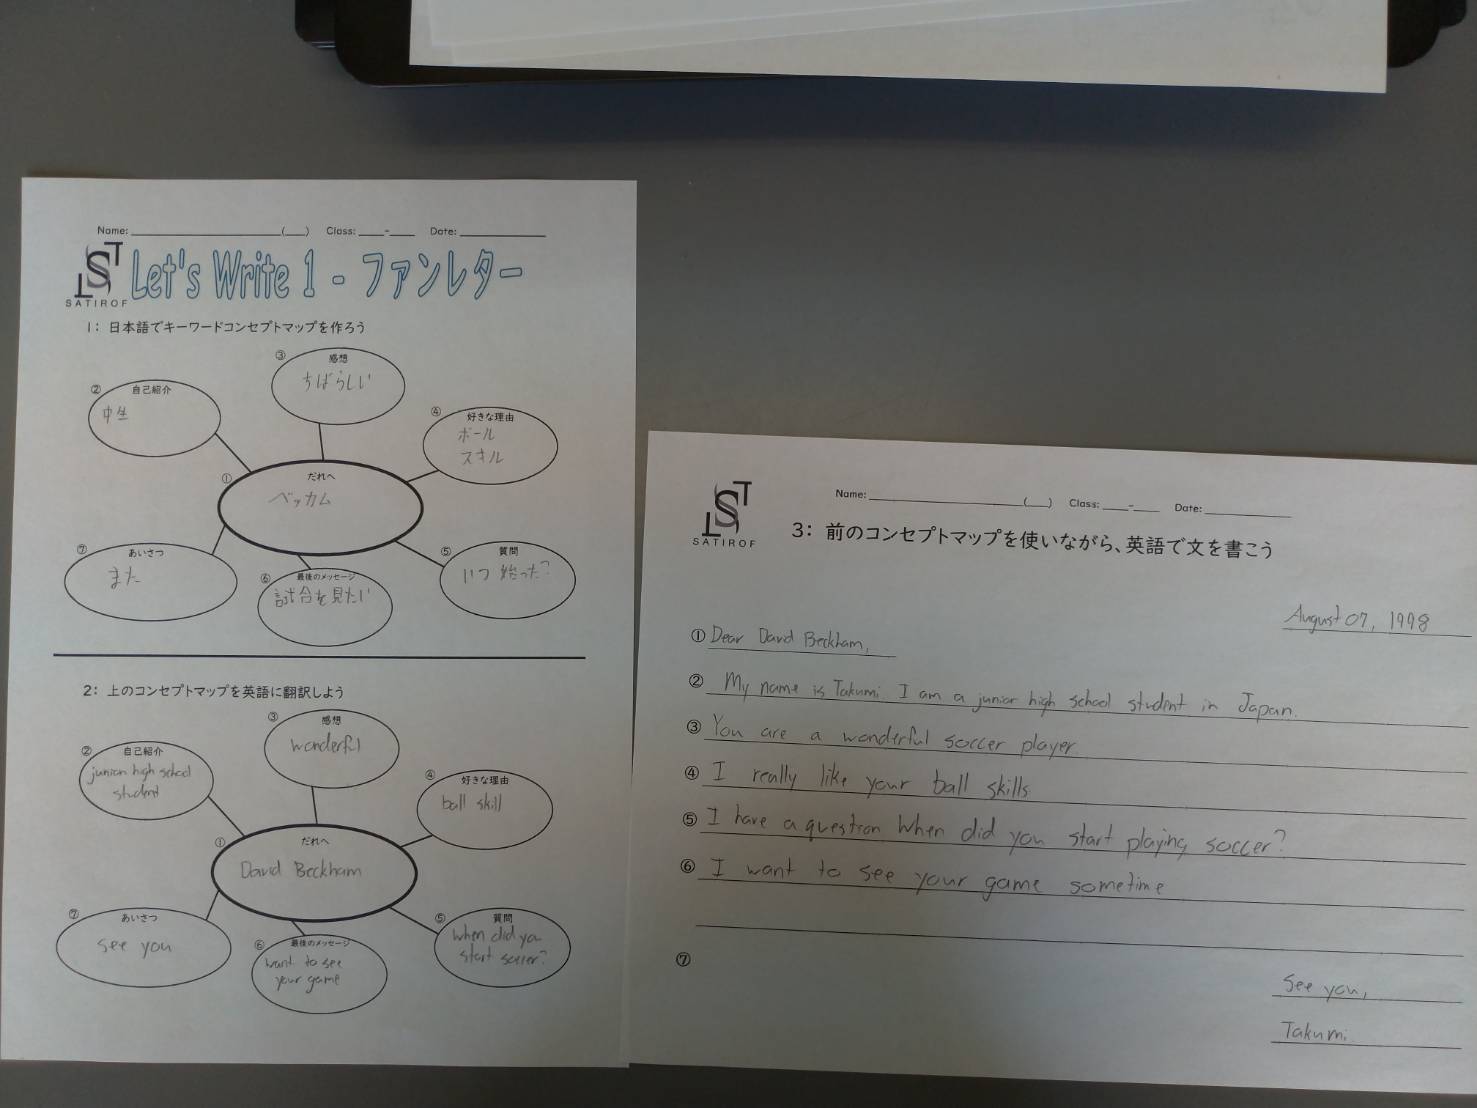 Name: ____________ (___) Class: ___-___ Date: ____________
ST
SATIROF
Let's Write 1 - ファンレター
1: 日本語でキーワードコンセプトマップを作ろう
③ 感想
ちばらしい
② 自己紹介
中生
④ 好きな理由
ボール
スキル
① だれへ
ベッカム
⑦ あいさつ
また
⑥ 最後のメッセージ
試合を見たい
⑤ 質問
いつ始った?
2: 上のコンセプトマップを英語に翻訳しよう
③ 感想
wonderful
② 自己紹介
junion high school
student
④ 好きな理由
ball skill
① だれへ
David Beckham
⑦ あいさつ
see you
⑥ 最後のメッセージ
want to see
your game
⑤ 質問
when did you
start soccer?
Name: ____________ (___) Class: ___-___ Date: ____________
SATIROF
3: 前のコンセプトマップを使いながら、英語で文を書こう
August 07, 1998
① Dear David Beckham,
② My name is Takumi I am a junior high school student in Japan.
③ You are a wonderful soccer player
④ I really like your ball skills
⑤ I have a question When did you start playing soccer?
⑥ I want to see your game sometime
⑦
See you,
Takumi